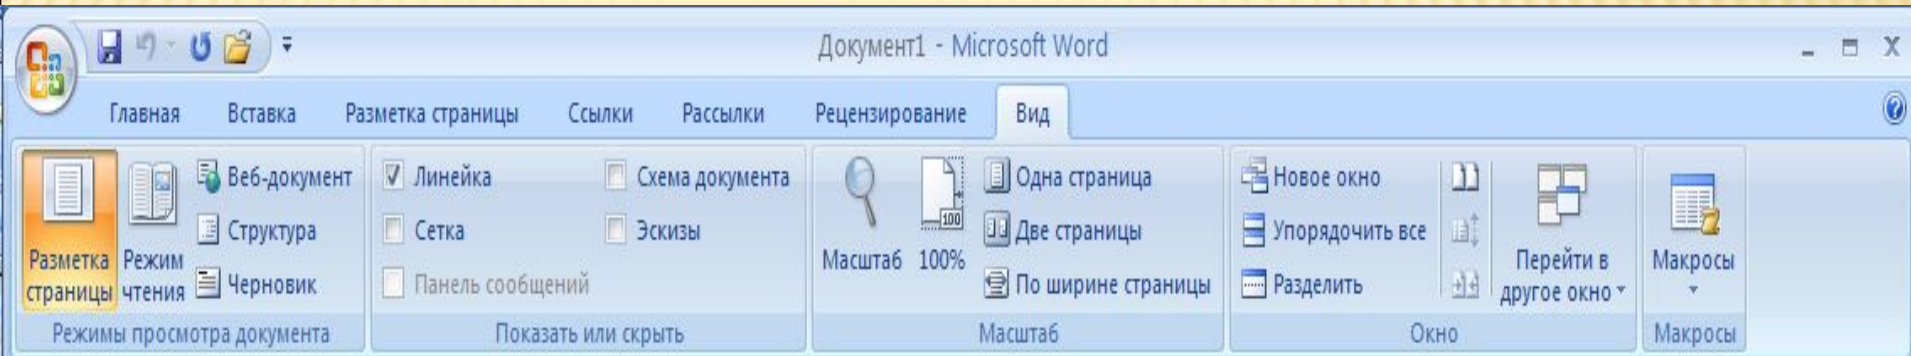 Документ1 - Microsoft Word
Главная Вставка Разметка страницы Ссылки Рассылки Рецензирование Вид
Разметка страницы
Режим чтения
Веб-документ
Структура
Черновик
Режимы просмотра документа
Линейка
Сетка
Панель сообщений
Схема документа
Эскизы
Показать или скрыть
Масштаб
100
100%
Одна страница
Две страницы
По ширине страницы
Масштаб
Новое окно
Упорядочить все
Разделить
Перейти в
другое окно
Окно
Макросы
Макросы